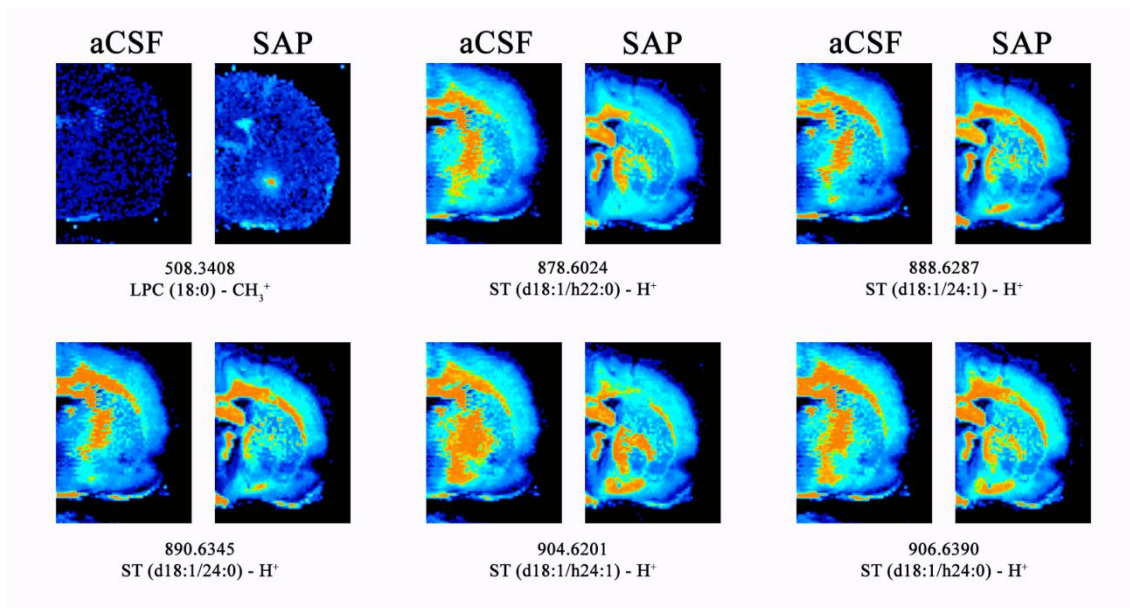 aCSF SAP aCSF SAP aCSF SAP
508.3408 878.6024 888.6287
LPC (18:0) - CH₃⁺ ST (d18:1/h22:0) - H⁺ ST (d18:1/24:1) - H⁺
890.6345 904.6201 906.6390
ST (d18:1/24:0) - H⁺ ST (d18:1/h24:1) - H⁺ ST (d18:1/h24:0) - H⁺